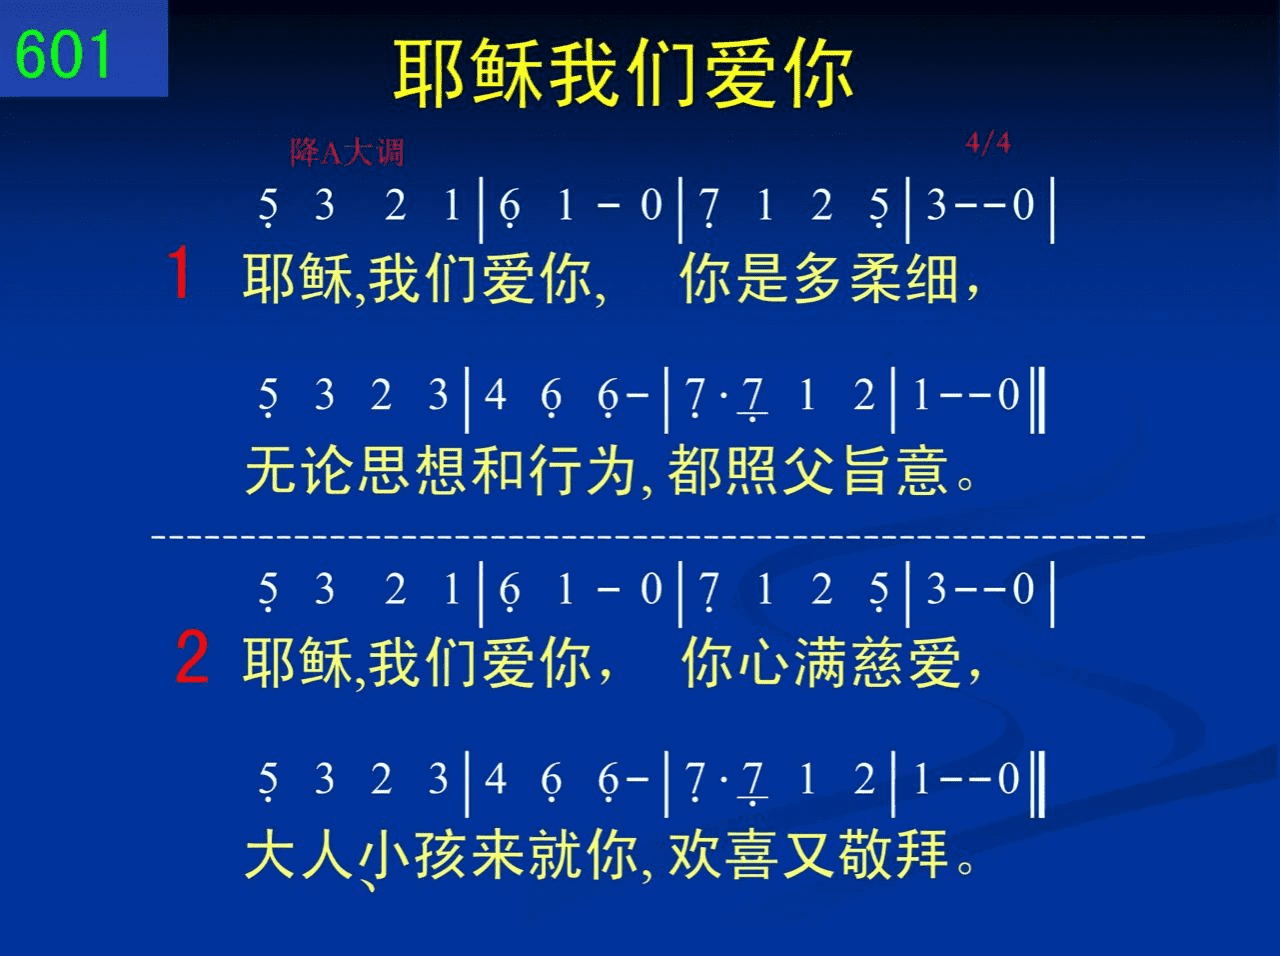 601
耶稣我们爱你
降A大调 4/4
5̣ 3 2 1|6̣ 1 - 0|7̣ 1 2 5̣|3--0|
1 耶稣,我们爱你, 你是多柔细，
5̣ 3 2 3|4 6̣ 6̣-|7̣·7̣ 1 2|1--0‖
无论思想和行为, 都照父旨意。
5̣ 3 2 1|6̣ 1 - 0|7̣ 1 2 5̣|3--0|
2 耶稣,我们爱你， 你心满慈爱，
5̣ 3 2 3|4 6̣ 6̣-|7̣·7̣ 1 2|1--0‖
大人、小孩来就你, 欢喜又敬拜。